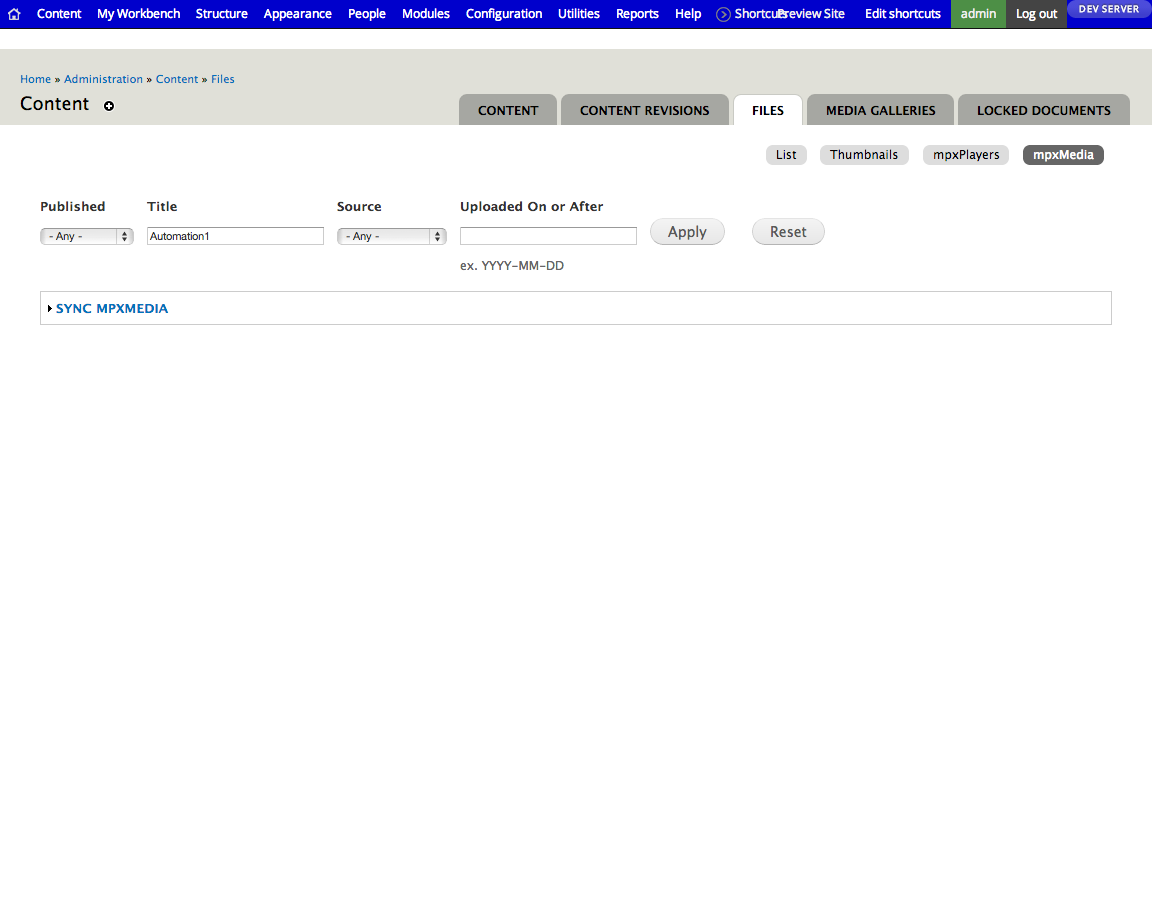 Content My Workbench Structure Appearance People Modules Configuration Utilities Reports Help Shortcuts Preview Site Edit shortcuts admin Log out DEV SERVER
Home » Administration » Content » Files
Content
CONTENT CONTENT REVISIONS FILES MEDIA GALLERIES LOCKED DOCUMENTS
List Thumbnails mpxPlayers mpxMedia
Published Title Source Uploaded On or After
- Any - Automation1 - Any - Apply Reset
ex. YYYY-MM-DD
SYNC MPXMEDIA